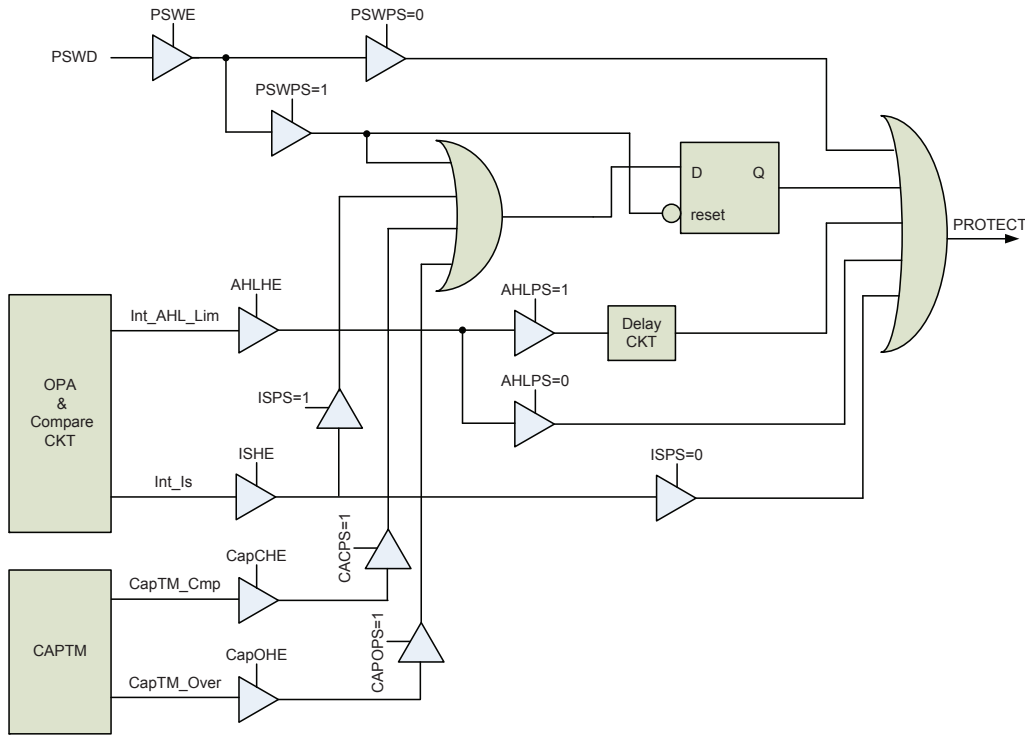 PSWE
PSWPS=0
PSWD
PSWPS=1
D
Q
reset
PROTECT
AHLHE
AHLPS=1
Int_AHL_Lim
Delay
CKT
OPA
&
Compare
CKT
AHLPS=0
ISPS=1
ISHE
ISPS=0
Int_Is
CACPS=1
CapCHE
CapTM_Cmp
CAPTM
CAPOPS=1
CapOHE
CapTM_Over